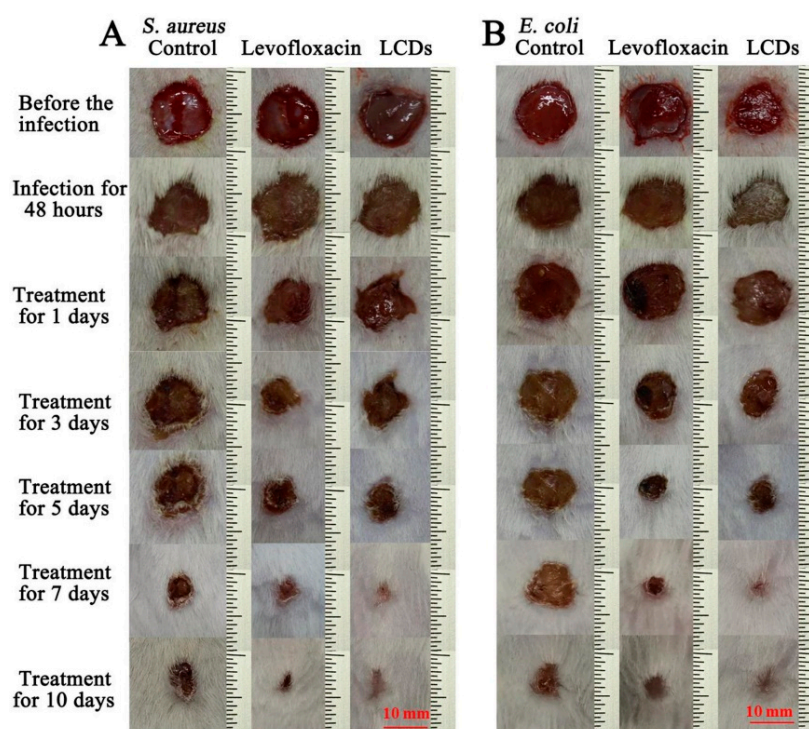 A
S. aureus
Control
Levofloxacin
LCDs
B
E. coli
Control
Levofloxacin
LCDs
Before the
infection
Infection for
48 hours
Treatment
for 1 days
Treatment
for 3 days
Treatment
for 5 days
Treatment
for 7 days
Treatment
for 10 days
10 mm
10 mm